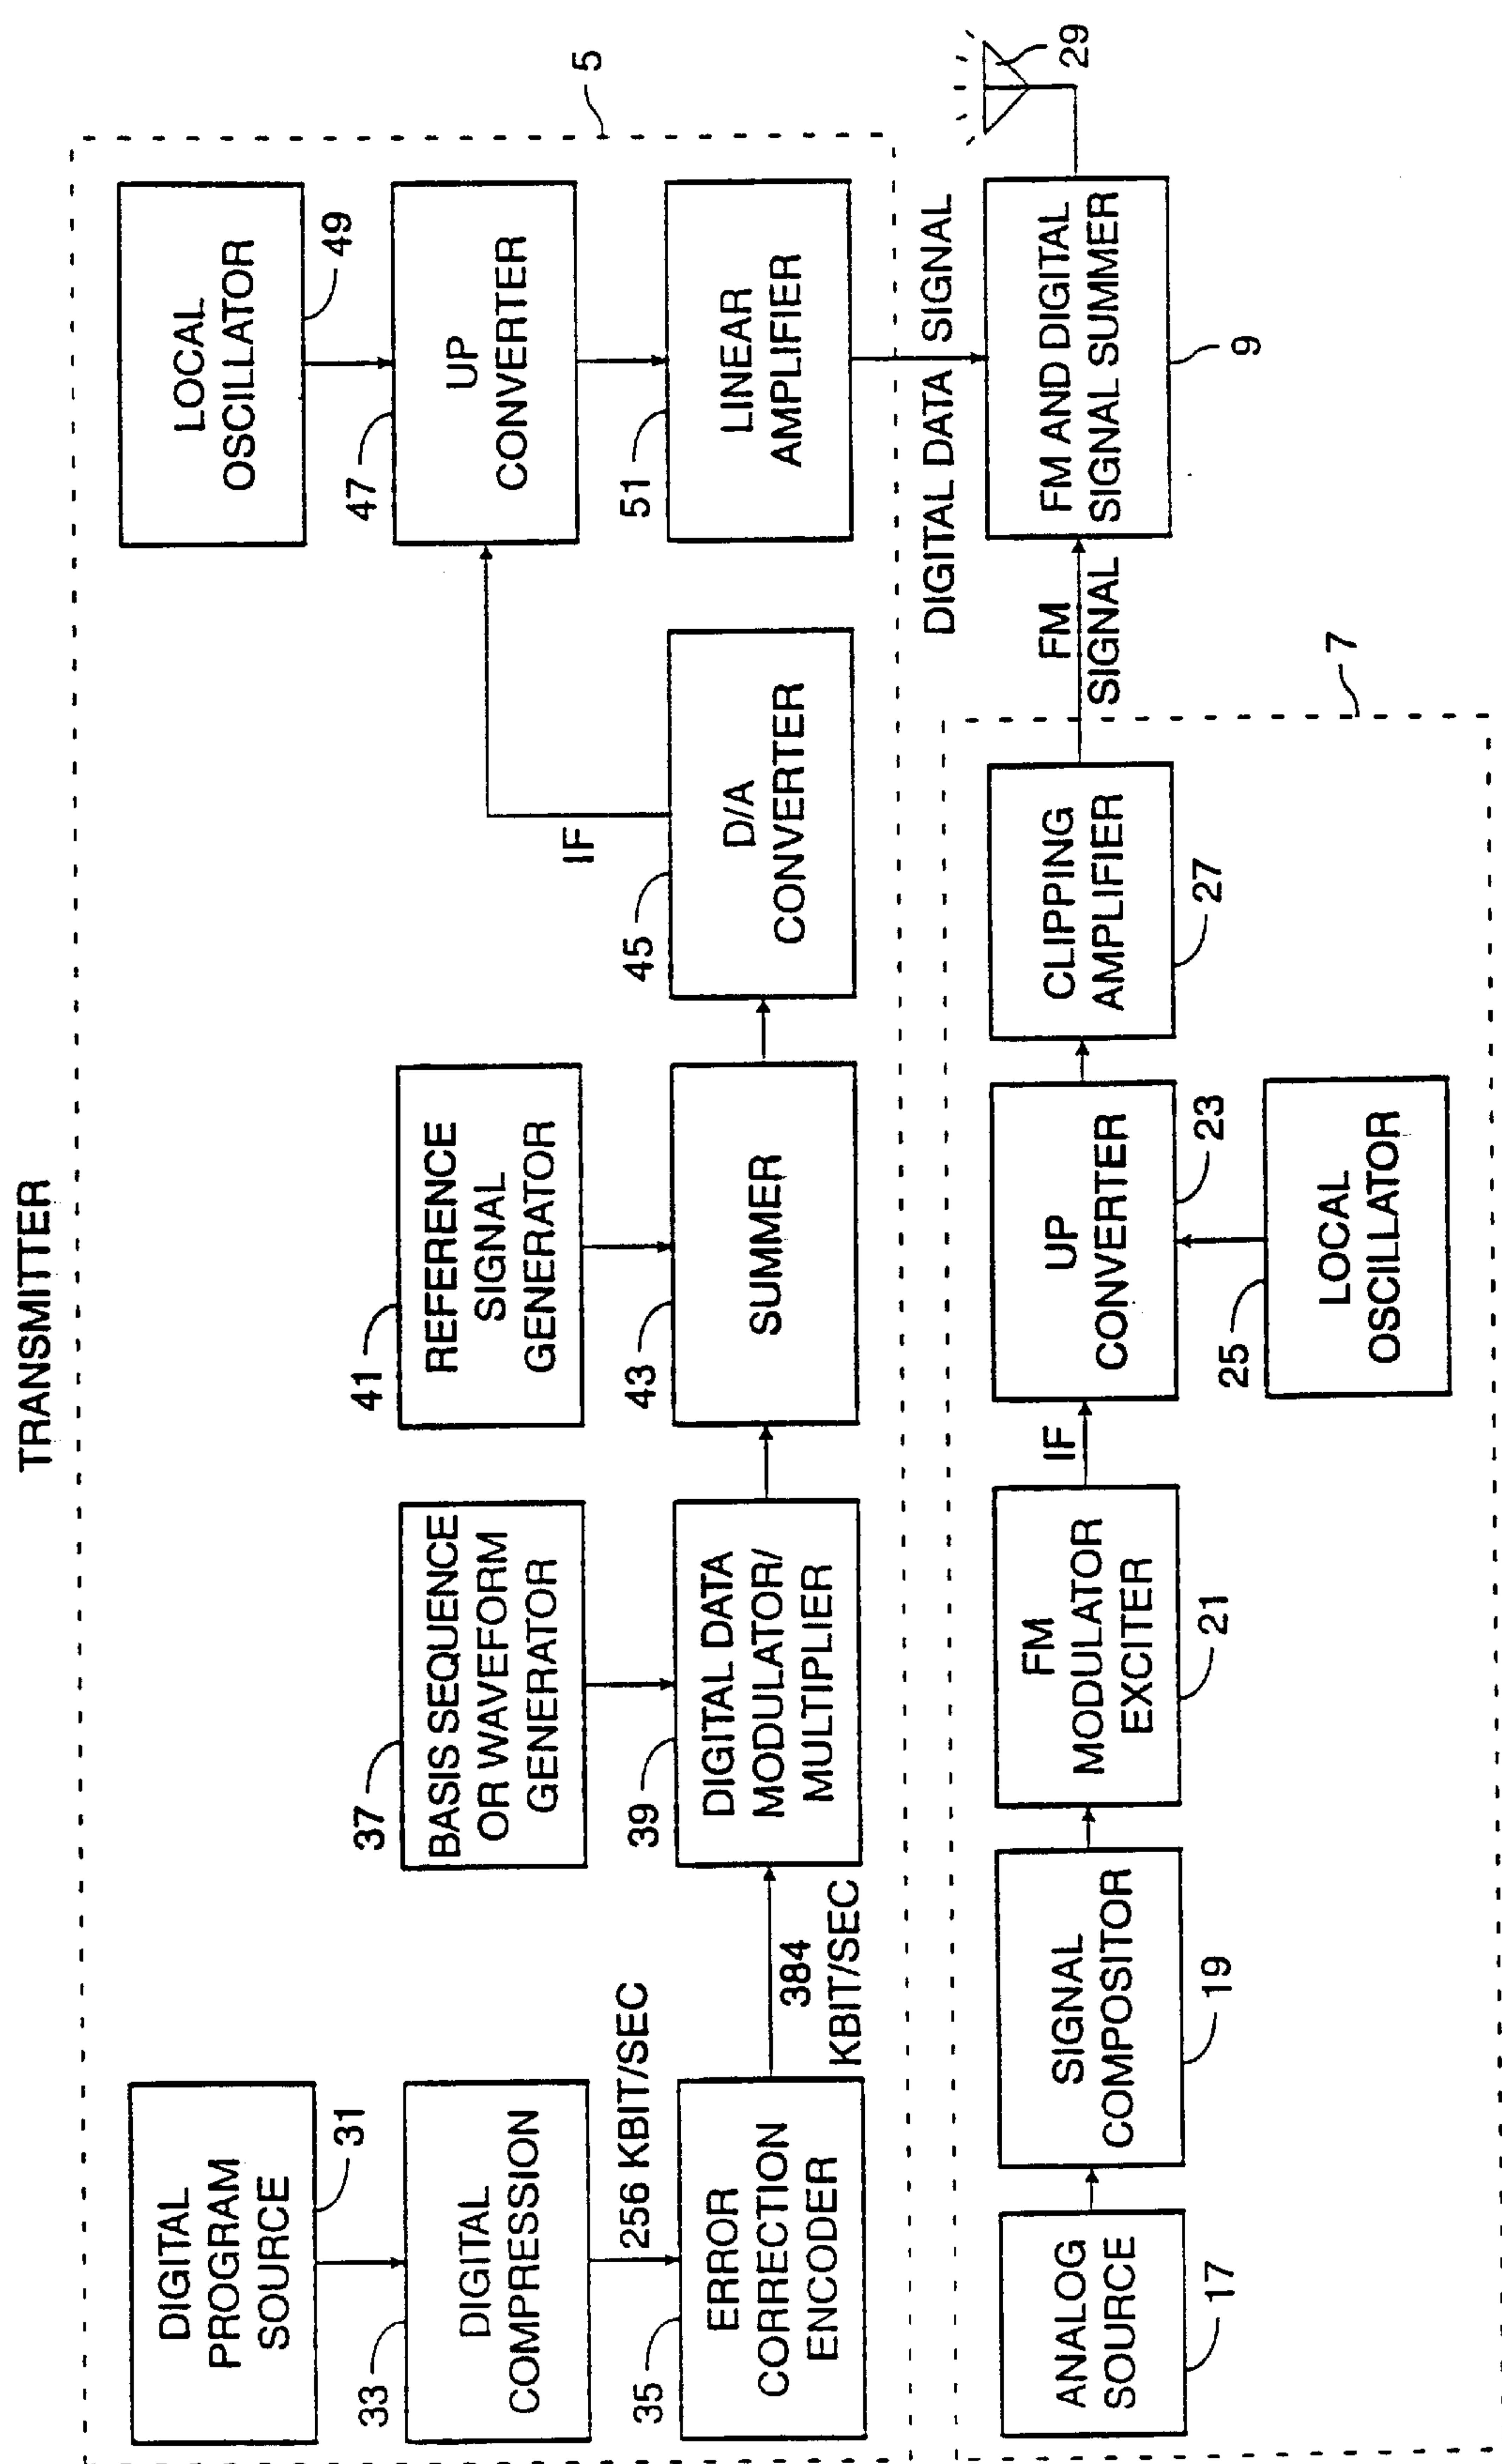 TRANSMITTER
5
DIGITAL
PROGRAM
SOURCE
31
33
DIGITAL
COMPRESSION
256 KBIT/SEC
35
ERROR
CORRECTION
ENCODER
384
KBIT/SEC
37
BASIS SEQUENCE
OR WAVEFORM
GENERATOR
39
DIGITAL DATA
MODULATOR/
MULTIPLIER
41
REFERENCE
SIGNAL
GENERATOR
43
SUMMER
45
D/A
CONVERTER
IF
LOCAL
OSCILLATOR
49
47
UP
CONVERTER
51
LINEAR
AMPLIFIER
DIGITAL DATA SIGNAL
ANALOG
SOURCE
17
SIGNAL
COMPOSITOR
19
FM
MODULATOR
EXCITER
21
IF
UP
CONVERTER
23
25
LOCAL
OSCILLATOR
CLIPPING
AMPLIFIER
27
7
FM
SIGNAL
FM AND DIGITAL
SIGNAL SUMMER
9
29